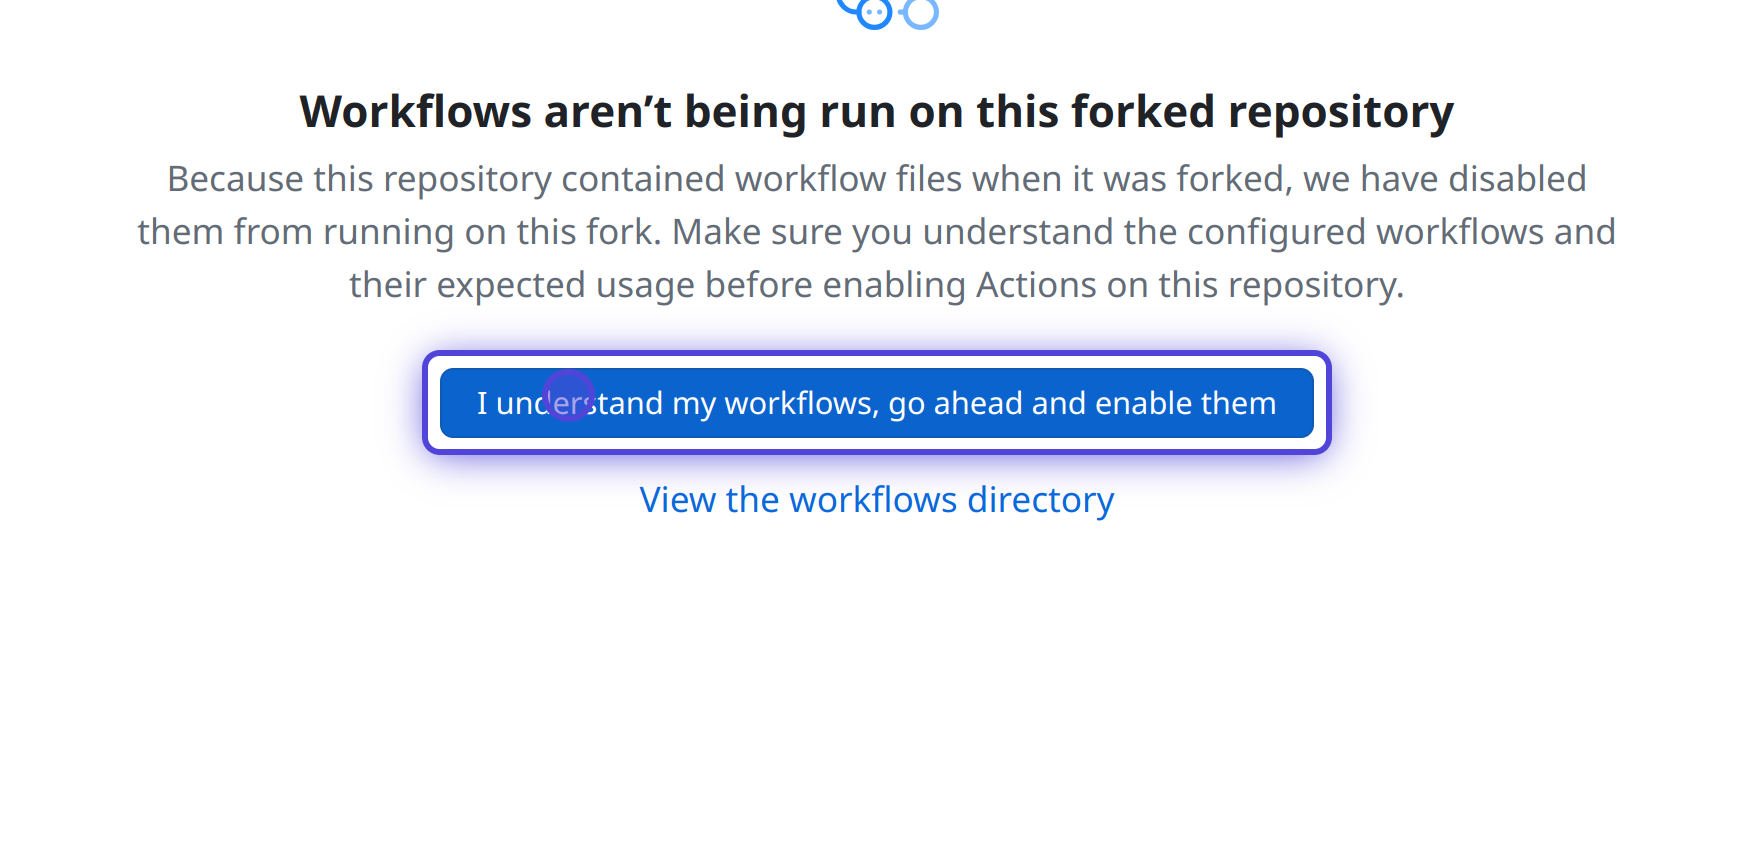 Workflows aren’t being run on this forked repository
Because this repository contained workflow files when it was forked, we have disabled
them from running on this fork. Make sure you understand the configured workflows and
their expected usage before enabling Actions on this repository.
I understand my workflows, go ahead and enable them
View the workflows directory